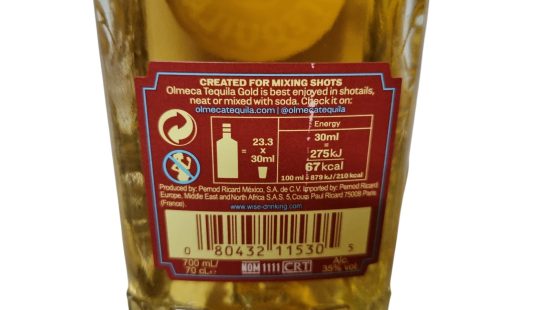 CREATED FOR MIXING SHOTS
Olmeca Tequila Gold is best enjoyed in shotails,
neat or mixed with soda. Check it on:
olmecatequila.com | @olmecatequila
Energy
= 23.3
x
30ml
30ml
=
275kJ
67kcal
100 ml = 879 kJ/210 kcal
Produced by: Pernod Ricard México, S.A. de C.V. Imported by: Pernod Ricard
Europe, Middle East and North Africa S.A.S. 5, Cours Paul Ricard 75008 Paris
(France).
www.wise-drinking.com
0 80432 11530 5
700 mL/
70 cL e
NOM 1111 CRT
Alc.
35% vol.